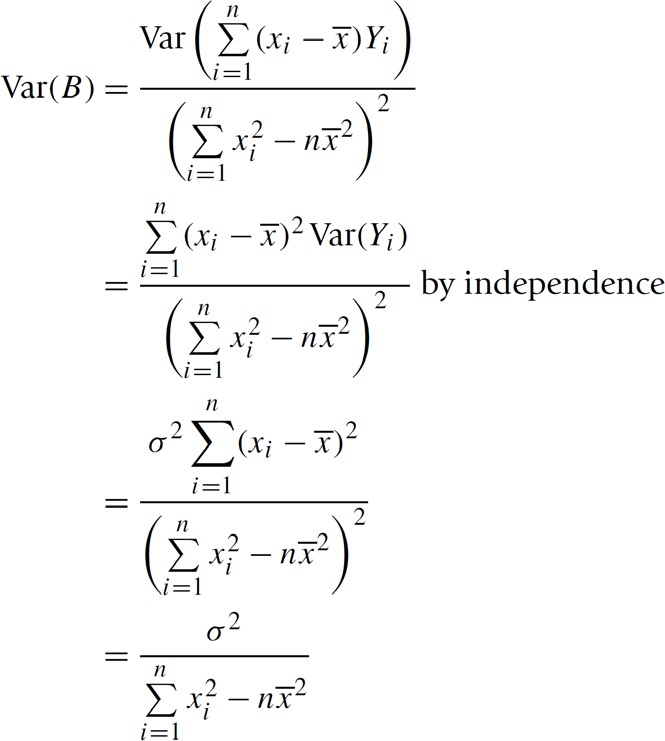 Var(B) = Var(∑_{i=1}^{n} (x_i − x̄)Y_i) / (∑_{i=1}^{n} x_i^2 − nx̄^2)^2
= ∑_{i=1}^{n} (x_i − x̄)^2 Var(Y_i) / (∑_{i=1}^{n} x_i^2 − nx̄^2)^2 by independence
= σ^2 ∑_{i=1}^{n} (x_i − x̄)^2 / (∑_{i=1}^{n} x_i^2 − nx̄^2)^2
= σ^2 / (∑_{i=1}^{n} x_i^2 − nx̄^2)